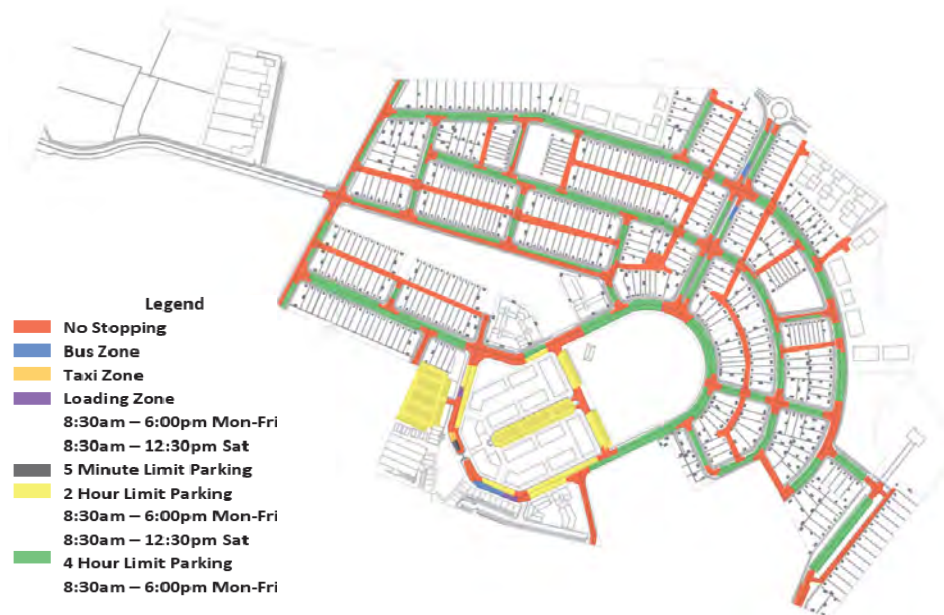 Legend
No Stopping
Bus Zone
Taxi Zone
Loading Zone
8:30am – 6:00pm Mon-Fri
8:30am – 12:30pm Sat
5 Minute Limit Parking
2 Hour Limit Parking
8:30am – 6:00pm Mon-Fri
8:30am – 12:30pm Sat
4 Hour Limit Parking
8:30am – 6:00pm Mon-Fri